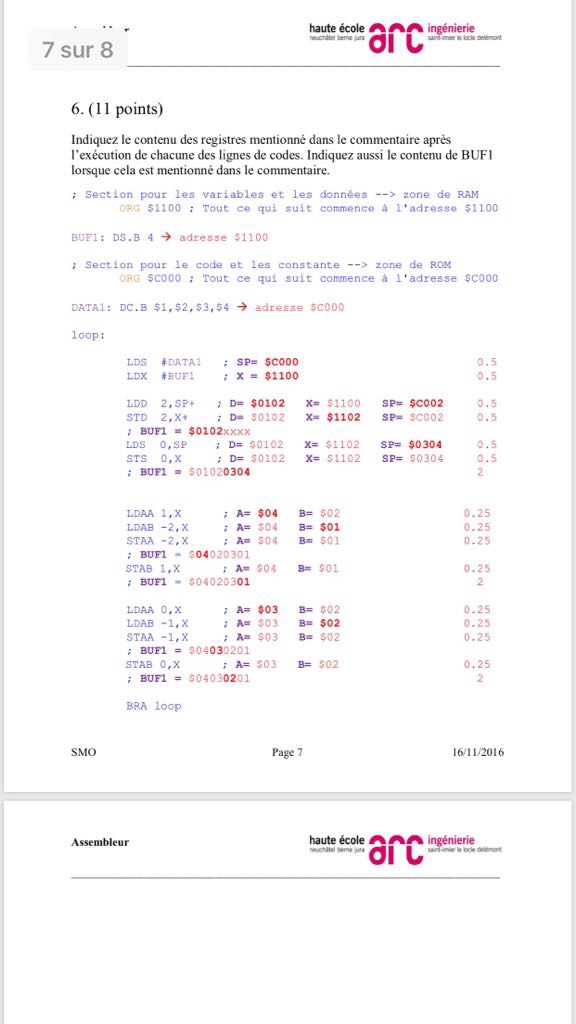 7 sur 8
haute école
neuchâtel berne jura
arc
ingénierie
saint-imier le locle delémont
6. (11 points)
Indiquez le contenu des registres mentionné dans le commentaire après
l'exécution de chacune des lignes de codes. Indiquez aussi le contenu de BUF1
lorsque cela est mentionné dans le commentaire.
; Section pour les variables et les données --> zone de RAM
ORG $1100 ; Tout ce qui suit commence à l'adresse $1100
BUF1: DS.B 4 → adresse $1100
; Section pour le code et les constante --> zone de ROM
ORG $C000 ; Tout ce qui suit commence à l'adresse $C000
DATA1: DC.B $1,$2,$3,$4 → adresse $C000
loop:
LDS #DATA1 ; SP= $C000 0.5
LDX #BUF1 ; X = $1100 0.5
LDD 2,SP+ ; D= $0102 X= $1100 SP= $C002 0.5
STD 2,X+ ; D= $0102 X= $1102 SP= $C002 0.5
; BUF1 = $0102xxxx
LDS 0,SP ; D= $0102 X= $1102 SP= $0304 0.5
STS 0,X ; D= $0102 X= $1102 SP= $0304 0.5
; BUF1 = $01020304 2
LDAA 1,X ; A= $04 B= $02 0.25
LDAB -2,X ; A= $04 B= $01 0.25
STAA -2,X ; A= $04 B= $01 0.25
; BUF1 = $04020301
STAB 1,X ; A= $04 B= $01 0.25
; BUF1 = $04020301 2
LDAA 0,X ; A= $03 B= $02 0.25
LDAB -1,X ; A= $03 B= $02 0.25
STAA -1,X ; A= $03 B= $02 0.25
; BUF1 = $04030201
STAB 0,X ; A= $03 B= $02 0.25
; BUF1 = $04030201 2
BRA loop
SMO Page 7 16/11/2016
Assembleur
haute école
neuchâtel berne jura
arc
ingénierie
saint-imier le locle delémont